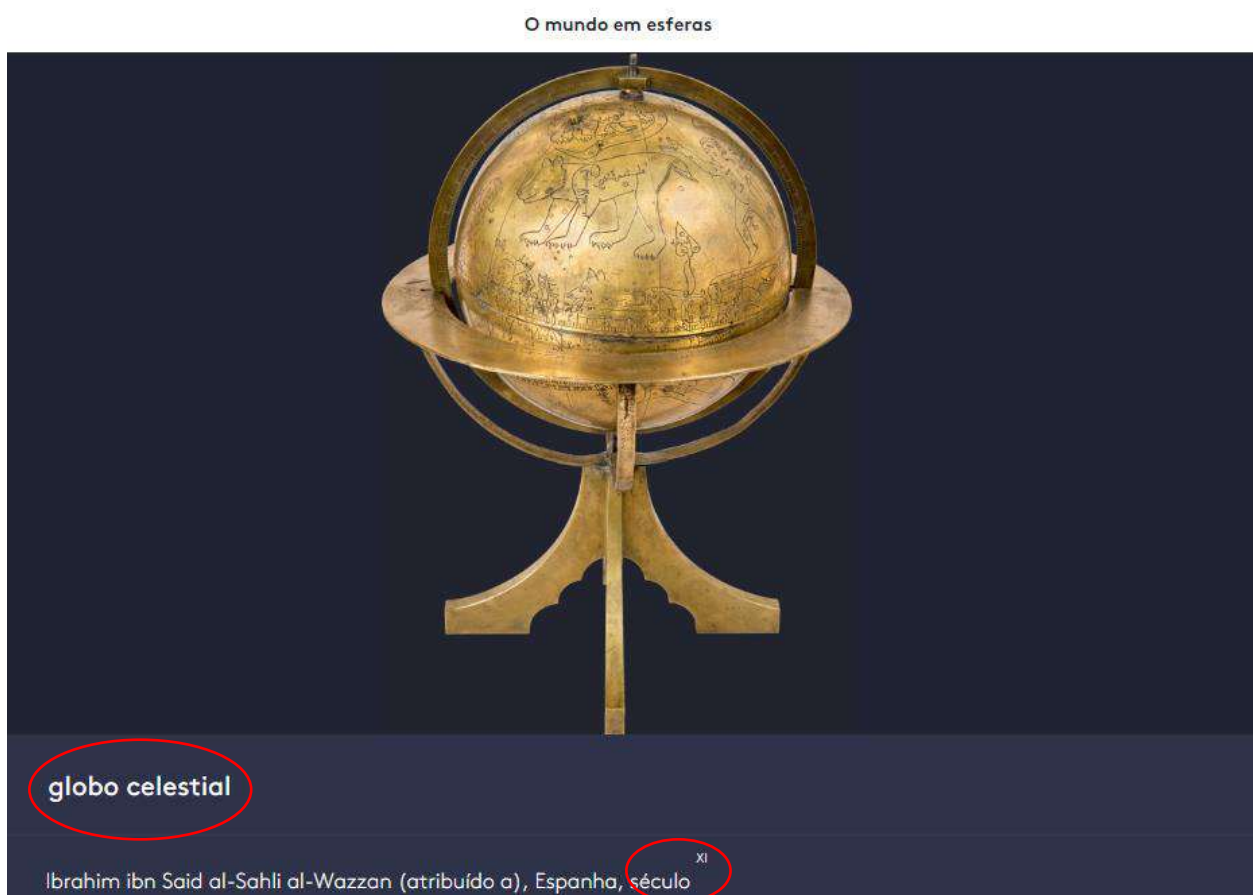 O mundo em esferas
globo celestial
Ibrahim ibn Said al-Sahli al-Wazzan (atribuído a), Espanha, século XI